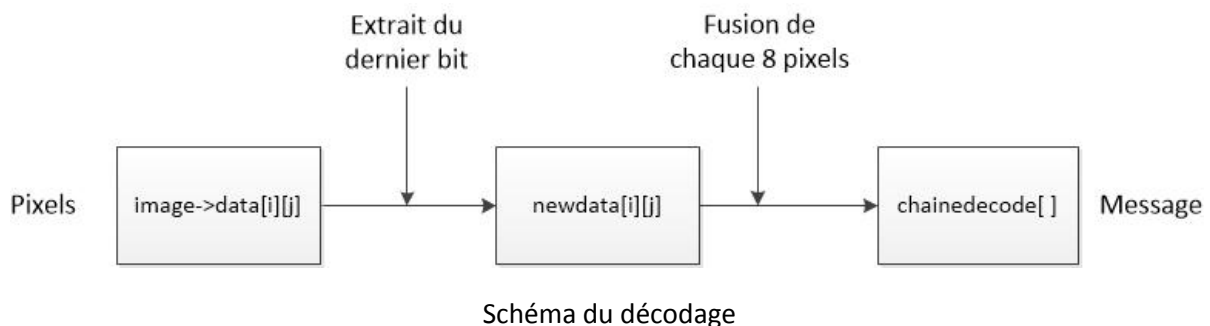 Extrait du
dernier bit
Fusion de
chaque 8 pixels
Pixels
image->data[i][j]
newdata[i][j]
chainedecode[ ]
Message
Schéma du décodage